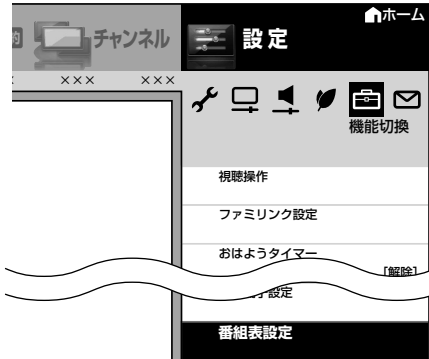 ホーム
チャンネル
設定
××× ×××
機能切換
視聴操作
ファミリンク設定
おはようタイマー
[解除]
設定
番組表設定